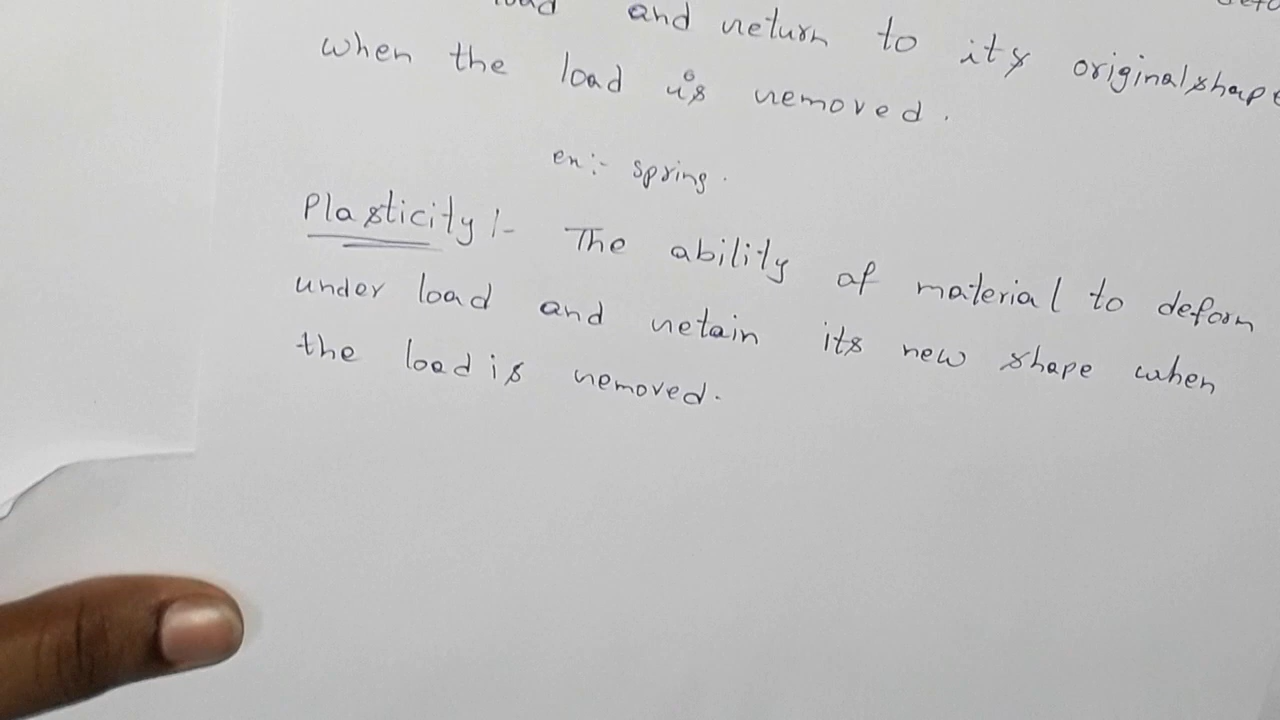 and return to its original shape
when the load is removed.
ex:- spring.
Plasticity:- The ability of material to deform
under load and retain its new shape when
the load is removed.